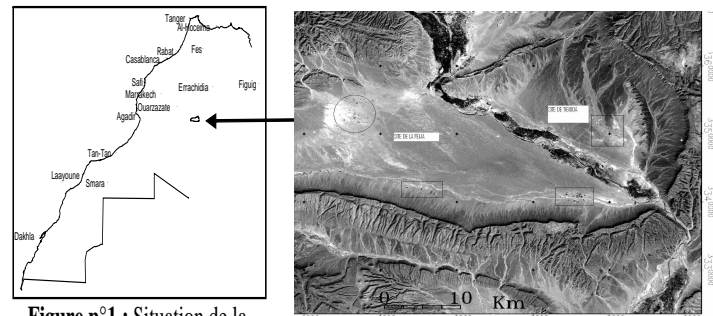 Tanger
Al-Hoceima
Fes
Rabat
Casablanca
Safi
Errachidia
Figuig
Marrakech
Ouarzazate
Agadir
Tan-Tan
Laayoune
Smara
Dakhla
SITE DE TIENIDA
SITE DE LA FEIJA
0 10 Km
Figure n°1 : Situation de la